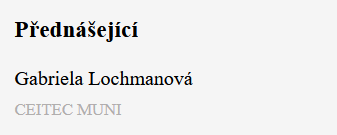 Přednášející
Gabriela Lochmanová
CEITEC MUNI